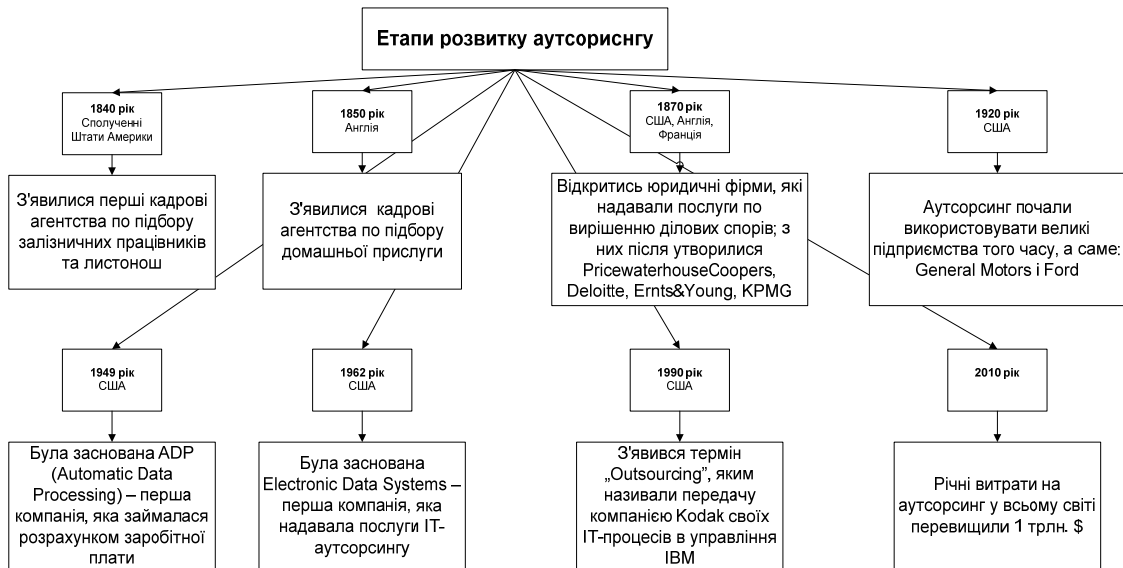 Етапи розвитку аутсориснгу
1840 рік
Сполученні
Штати Америки
1850 рік
Англія
1870 рік
США, Англія,
Франція
1920 рік
США
З'явилися перші кадрові
агентства по підбору
залізничних працівників
та листонош
З'явилися кадрові
агентства по підбору
домашньої прислуги
Відкритись юридичні фірми, які
надавали послуги по
вирішенню ділових спорів; з
них після утворилися
PricewaterhouseCoopers,
Deloitte, Ernts&Young, KPMG
Аутсорсинг почали
використовувати великі
підприємства того часу, а саме:
General Motors і Ford
1949 рік
США
1962 рік
США
1990 рік
США
2010 рік
Була заснована ADP
(Automatic Data
Processing) – перша
компанія, яка займалася
розрахунком заробітної
плати
Була заснована
Electronic Data Systems –
перша компанія, яка
надавала послуги ІТ-
аутсорсингу
З'явився термін
„Outsourcing”, яким
називали передачу
компанією Kodak своїх
ІТ-процесів в управління
IBM
Річні витрати на
аутсорсинг у всьому світі
перевищили 1 трлн. $